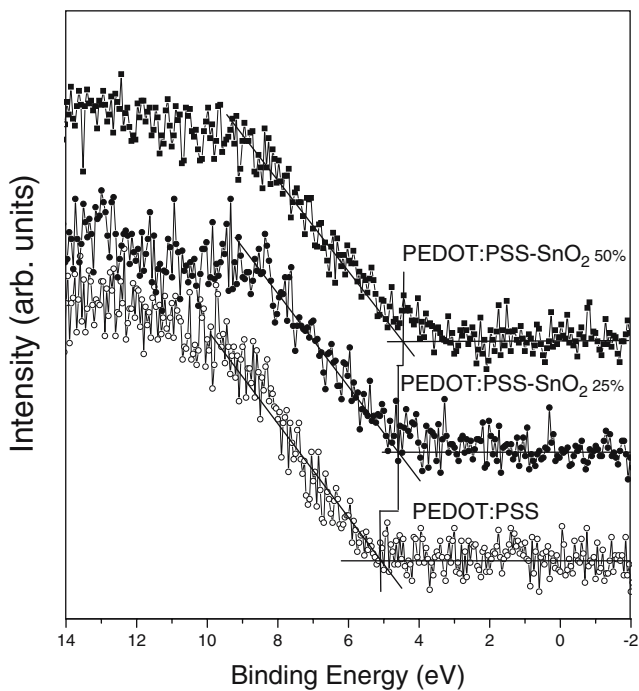 Intensity (arb. units)
PEDOT:PSS-SnO₂ 50%
PEDOT:PSS-SnO₂ 25%
PEDOT:PSS
14 12 10 8 6 4 2 0 -2
Binding Energy (eV)